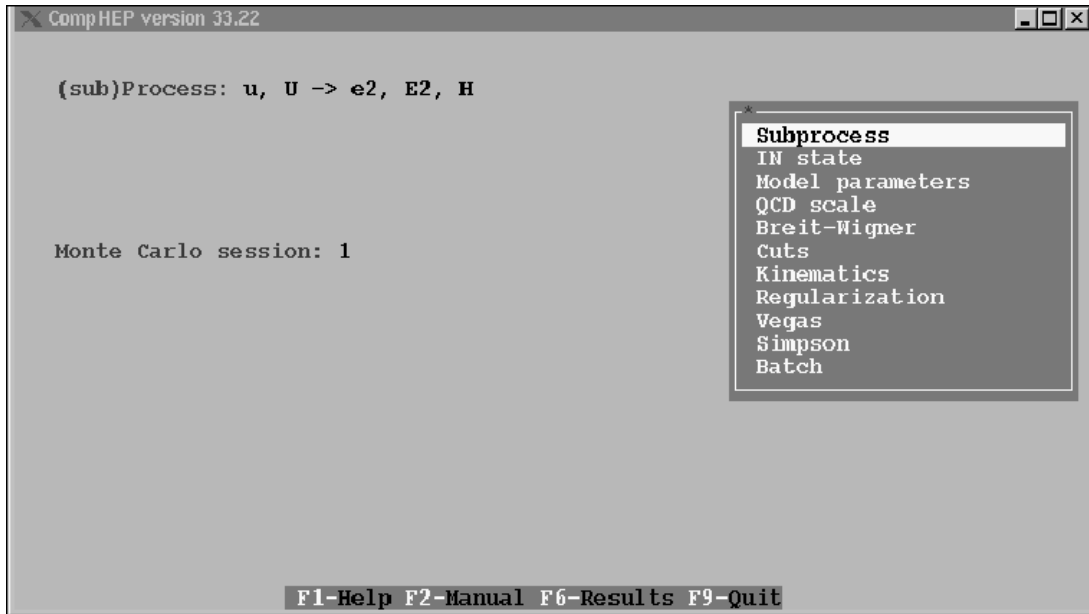 CompHEP version 33.22
(sub)Process: u, U -> e2, E2, H
*
Subprocess
IN state
Model parameters
QCD scale
Breit-Wigner
Cuts
Kinematics
Regularization
Vegas
Simpson
Batch
Monte Carlo session: 1
F1-Help F2-Manual F6-Results F9-Quit